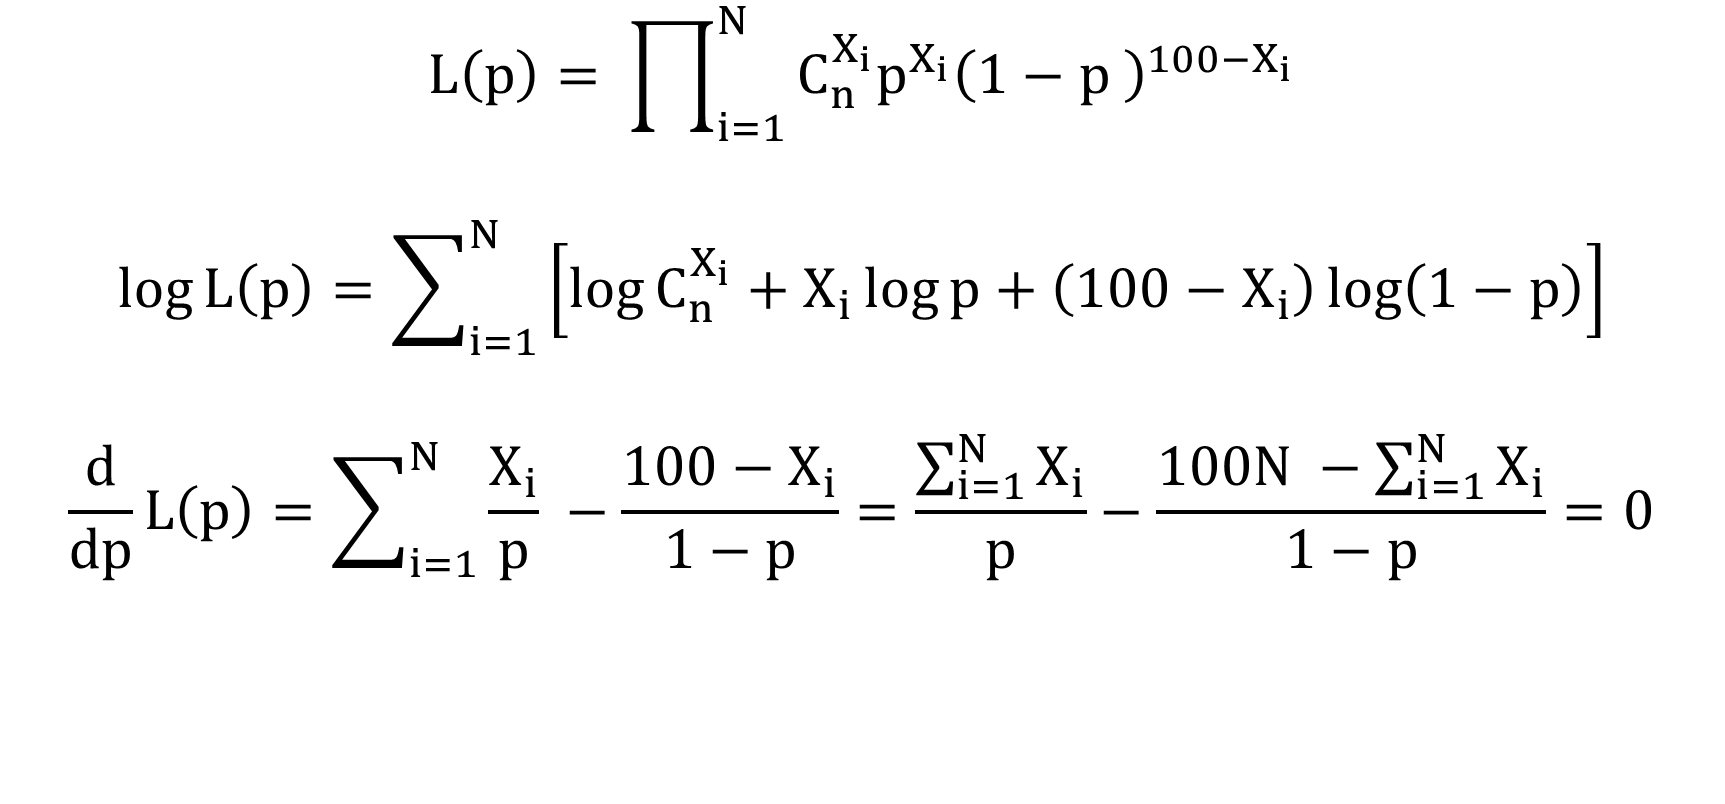 L(p) = ∏_{i=1}^{N} C_n^{X_i} p^{X_i} (1 − p )^{100−X_i}
log L(p) = ∑_{i=1}^{N} [log C_n^{X_i} + X_i log p + (100 − X_i) log(1 − p)]
d/dp L(p) = ∑_{i=1}^{N} X_i/p − (100 − X_i)/(1 − p) = (∑_{i=1}^{N} X_i)/p − (100N − ∑_{i=1}^{N} X_i)/(1 − p) = 0